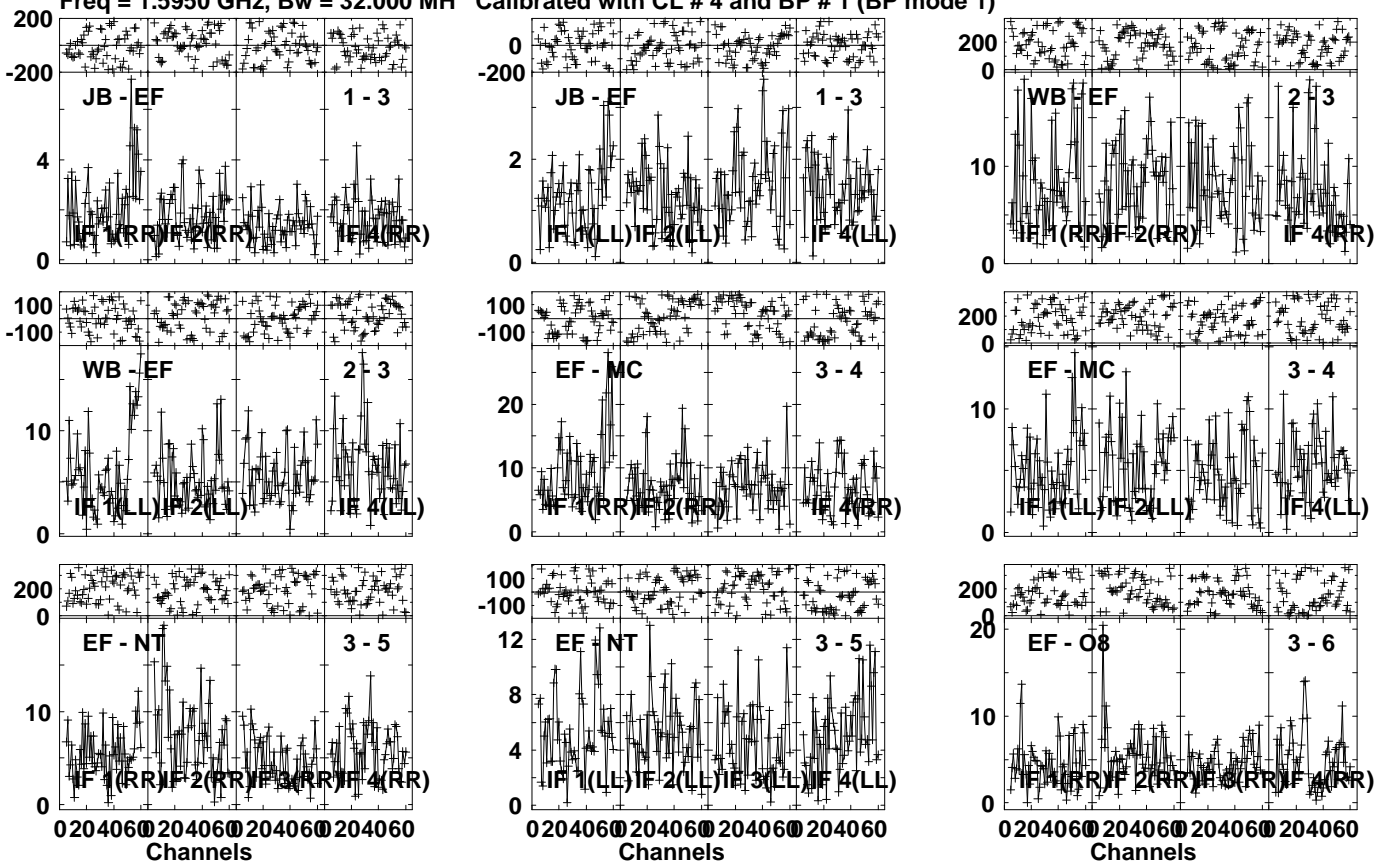 Freq = 1.5950 GHz, Bw = 32.000 MH Calibrated with CL # 4 and BP # 1 (BP mode 1)
200
-200
JB - EF 1 - 3
4
0
IF 1(RR) IF 2(RR) IF 4(RR)
0
-200
JB - EF 1 - 3
2
0
IF 1(LL) IF 2(LL) IF 4(LL)
200
0
WB - EF 2 - 3
10
0
IF 1(RR) IF 2(RR) IF 4(RR)
100
-100
WB - EF 2 - 3
10
0
IF 1(LL) IF 2(LL) IF 4(LL)
100
-100
EF - MC 3 - 4
20
10
0
IF 1(RR) IF 2(RR) IF 4(RR)
200
0
EF - MC 3 - 4
10
0
IF 1(LL) IF 2(LL) IF 4(LL)
200
0
EF - NT 3 - 5
10
0
IF 1(RR) IF 2(RR) IF 3(RR) IF 4(RR)
0 20 40 60 0 20 40 60 0 20 40 60 0 20 40 60
Channels
100
-100
EF - NT 3 - 5
12
8
4
0
IF 1(LL) IF 2(LL) IF 3(LL) IF 4(LL)
0 20 40 60 0 20 40 60 0 20 40 60 0 20 40 60
Channels
200
0
EF - O8 3 - 6
20
10
0
IF 1(RR) IF 2(RR) IF 3(RR) IF 4(RR)
0 20 40 60 0 20 40 60 0 20 40 60 0 20 40 60
Channels